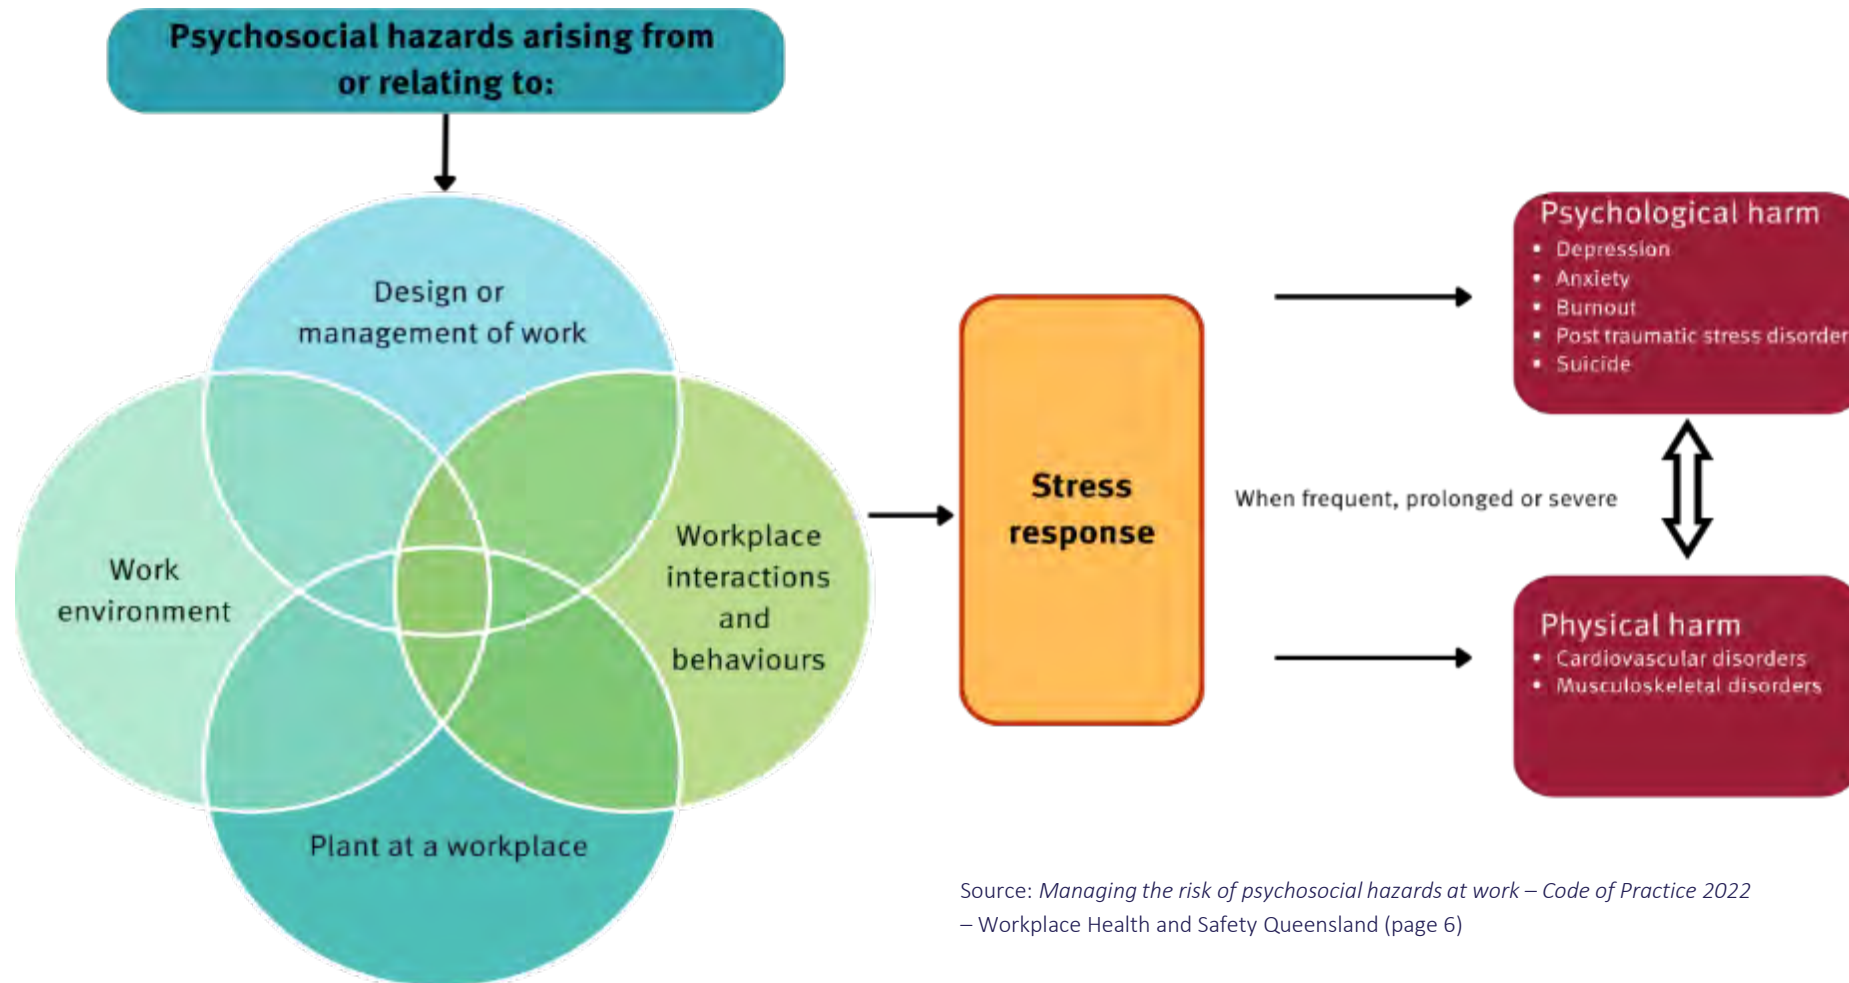 Psychosocial hazards arising from
or relating to:
Design or
management of work
Work
environment
Workplace
interactions
and
behaviours
Plant at a workplace
Stress
response
When frequent, prolonged or severe
Psychological harm
• Depression
• Anxiety
• Burnout
• Post traumatic stress disorder
• Suicide
Physical harm
• Cardiovascular disorders
• Musculoskeletal disorders
Source: Managing the risk of psychosocial hazards at work – Code of Practice 2022
– Workplace Health and Safety Queensland (page 6)